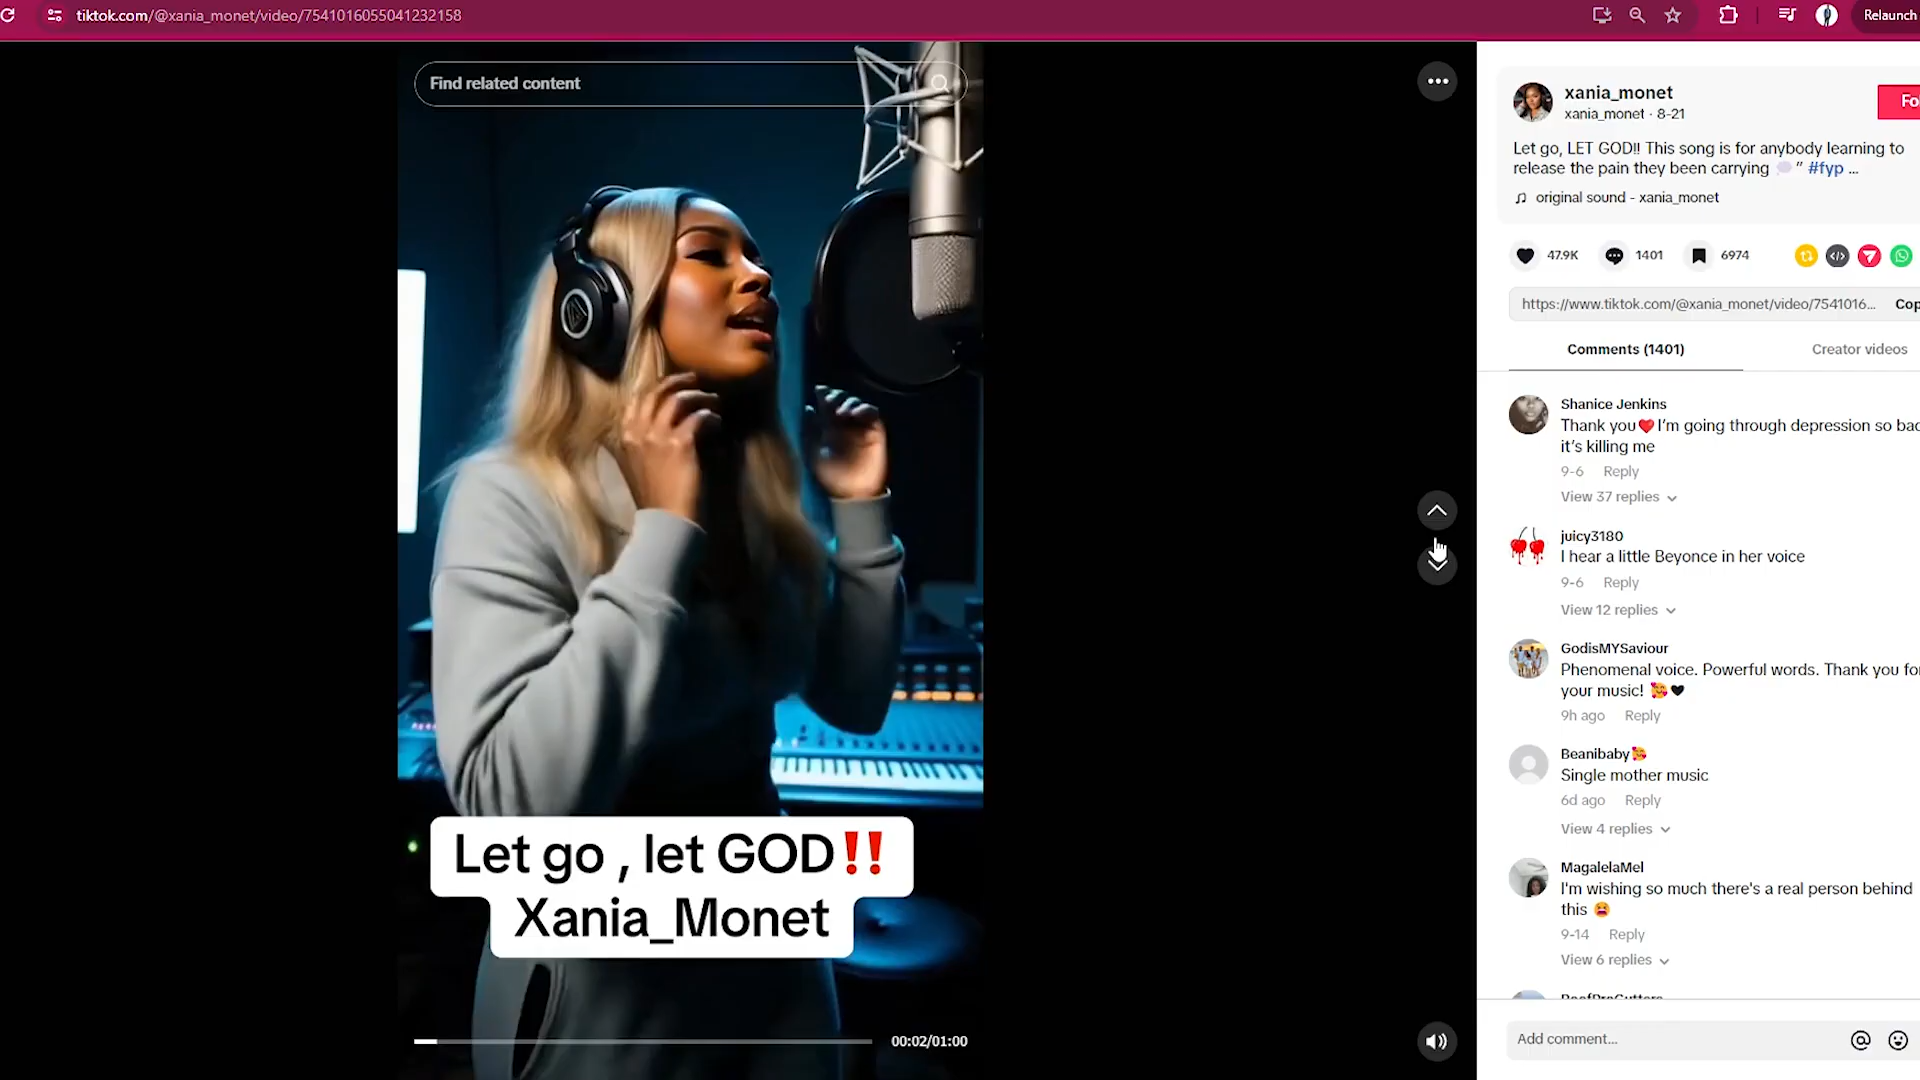 tiktok.com/@xania_monet/video/7541016055041232158
Relaunch
Find related content
xania_monet
xania_monet · 8-21
Fo
Let go, LET GOD!! This song is for anybody learning to
release the pain they been carrying 💭” #fyp ...
original sound - xania_monet
47.9K
1401
6974
https://www.tiktok.com/@xania_monet/video/7541016...
Cop
Comments (1401)
Creator videos
Shanice Jenkins
Thank you❤️I'm going through depression so bad
it's killing me
9-6 Reply
View 37 replies
juicy3180
I hear a little Beyonce in her voice
9-6 Reply
View 12 replies
GodisMYSaviour
Phenomenal voice. Powerful words. Thank you for
your music! 🥰🖤
9h ago Reply
Beanibaby🥰
Single mother music
6d ago Reply
View 4 replies
MagalelaMel
I'm wishing so much there's a real person behind
this 😫
9-14 Reply
View 6 replies
Add comment...
Let go , let GOD‼️
Xania_Monet
00:02/01:00